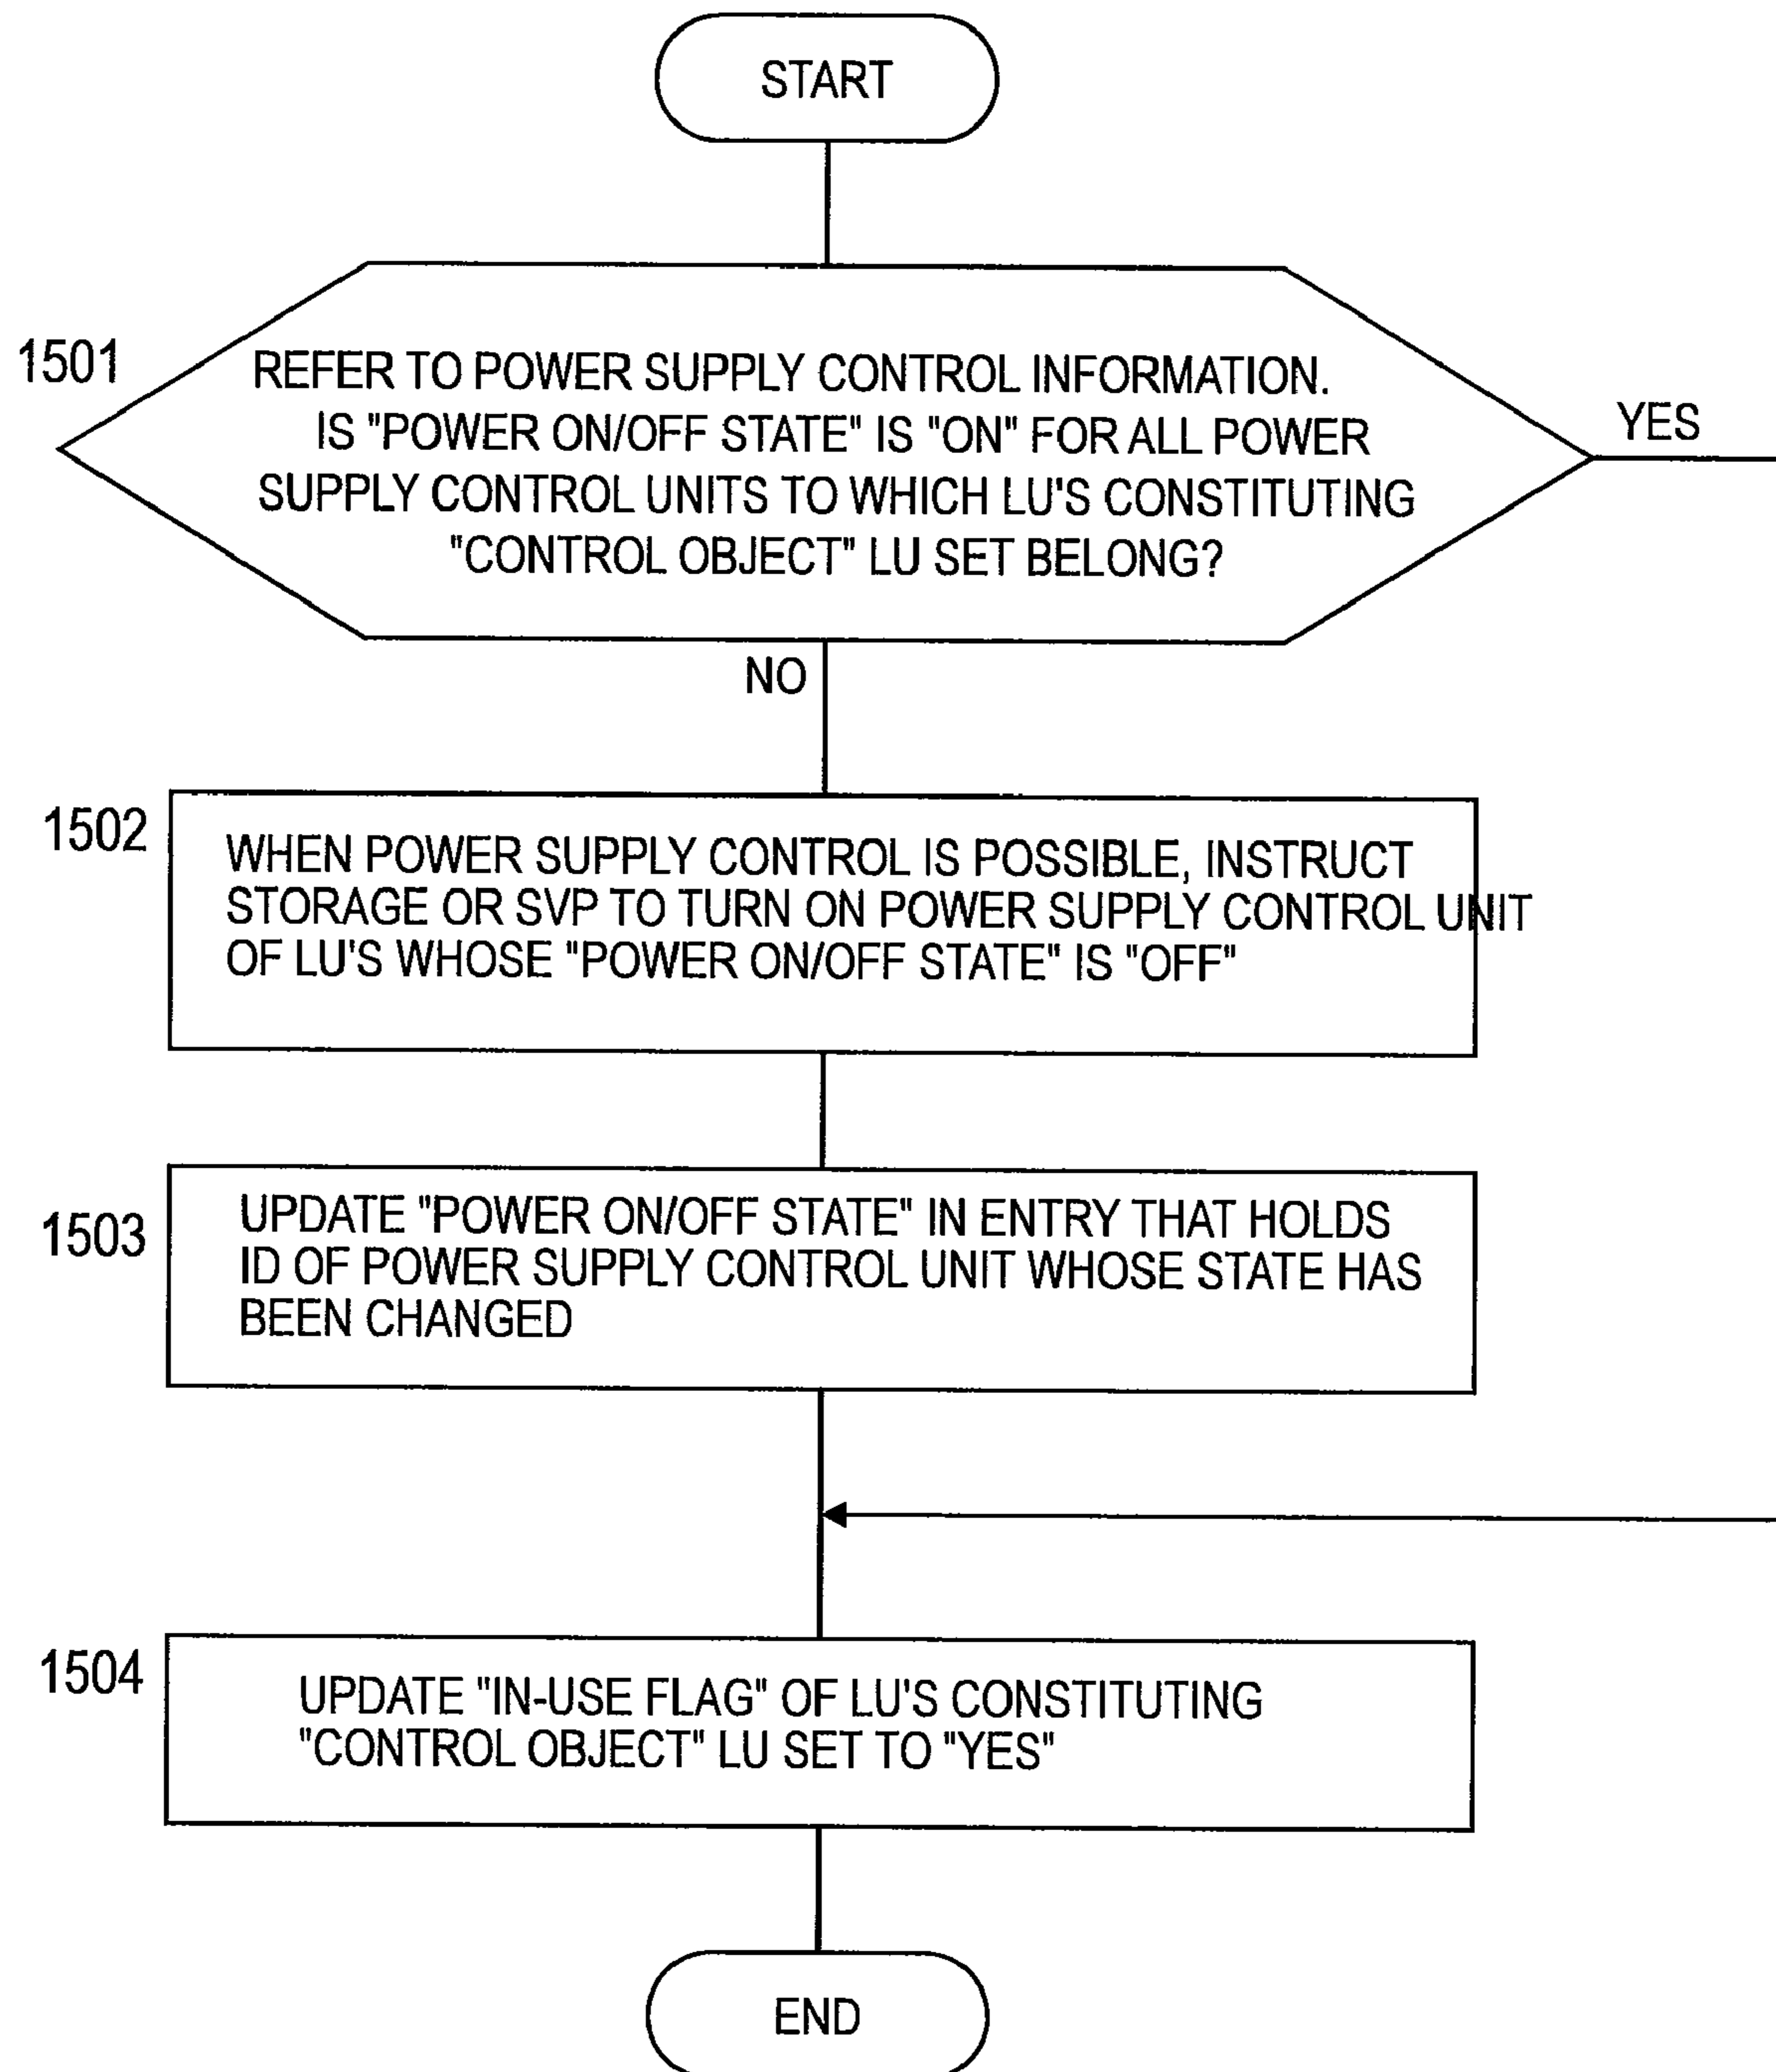 START
1501
REFER TO POWER SUPPLY CONTROL INFORMATION.
IS "POWER ON/OFF STATE" IS "ON" FOR ALL POWER
SUPPLY CONTROL UNITS TO WHICH LU'S CONSTITUTING
"CONTROL OBJECT" LU SET BELONG?
YES
NO
1502
WHEN POWER SUPPLY CONTROL IS POSSIBLE, INSTRUCT
STORAGE OR SVP TO TURN ON POWER SUPPLY CONTROL UNIT
OF LU'S WHOSE "POWER ON/OFF STATE" IS "OFF"
1503
UPDATE "POWER ON/OFF STATE" IN ENTRY THAT HOLDS
ID OF POWER SUPPLY CONTROL UNIT WHOSE STATE HAS
BEEN CHANGED
1504
UPDATE "IN-USE FLAG" OF LU'S CONSTITUTING
"CONTROL OBJECT" LU SET TO "YES"
END